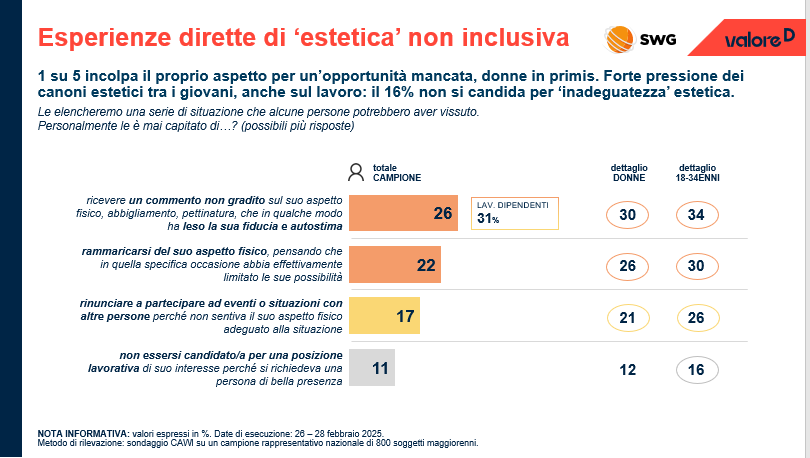 Esperienze dirette di ‘estetica’ non inclusiva
SWG
valore D
1 su 5 incolpa il proprio aspetto per un’opportunità mancata, donne in primis. Forte pressione dei
canoni estetici tra i giovani, anche sul lavoro: il 16% non si candida per ‘inadeguatezza’ estetica.
Le elencheremo una serie di situazione che alcune persone potrebbero aver vissuto.
Personalmente le è mai capitato di…? (possibili più risposte)
totale
CAMPIONE
dettaglio
DONNE
dettaglio
18-34ENNI
ricevere un commento non gradito sul suo aspetto
fisico, abbigliamento, pettinatura, che in qualche modo
ha leso la sua fiducia e autostima
26
LAV. DIPENDENTI
31%
30
34
rammaricarsi del suo aspetto fisico, pensando che
in quella specifica occasione abbia effettivamente
limitato le sue possibilità
22
26
30
rinunciare a partecipare ad eventi o situazioni con
altre persone perché non sentiva il suo aspetto fisico
adeguato alla situazione
17
21
26
non essersi candidato/a per una posizione
lavorativa di suo interesse perché si richiedeva una
persona di bella presenza
11
12
16
NOTA INFORMATIVA: valori espressi in %. Date di esecuzione: 26 – 28 febbraio 2025.
Metodo di rilevazione: sondaggio CAWI su un campione rappresentativo nazionale di 800 soggetti maggiorenni.